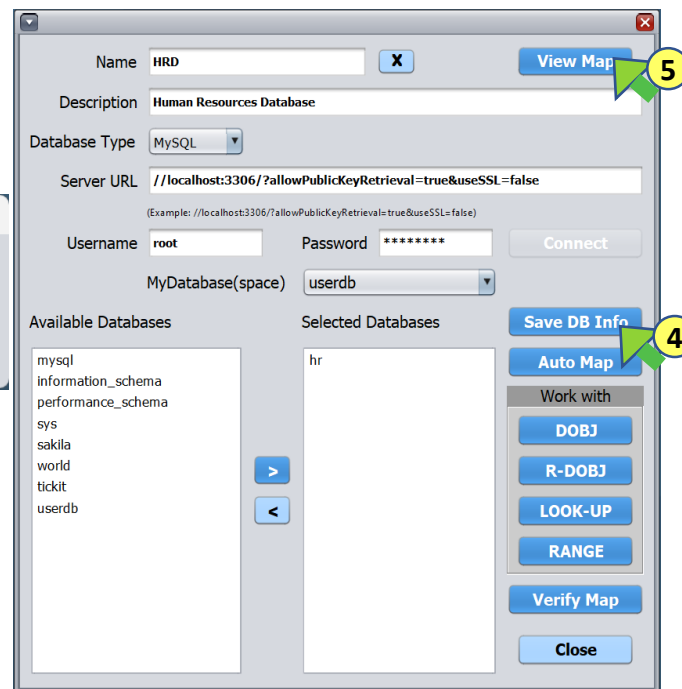 Name HRD X View Map 5
Description Human Resources Database
Database Type MySQL
Server URL //localhost:3306/?allowPublicKeyRetrieval=true&useSSL=false
(Example: //localhost:3306/?allowPublicKeyRetrieval=true&useSSL=false)
Username root Password ******** Connect
MyDatabase(space) userdb
Available Databases Selected Databases Save DB Info 4
mysql hr Auto Map
information_schema
performance_schema Work with
sys
sakila DOBJ
world > R-DOBJ
tickit
userdb < LOOK-UP
RANGE
Verify Map
Close